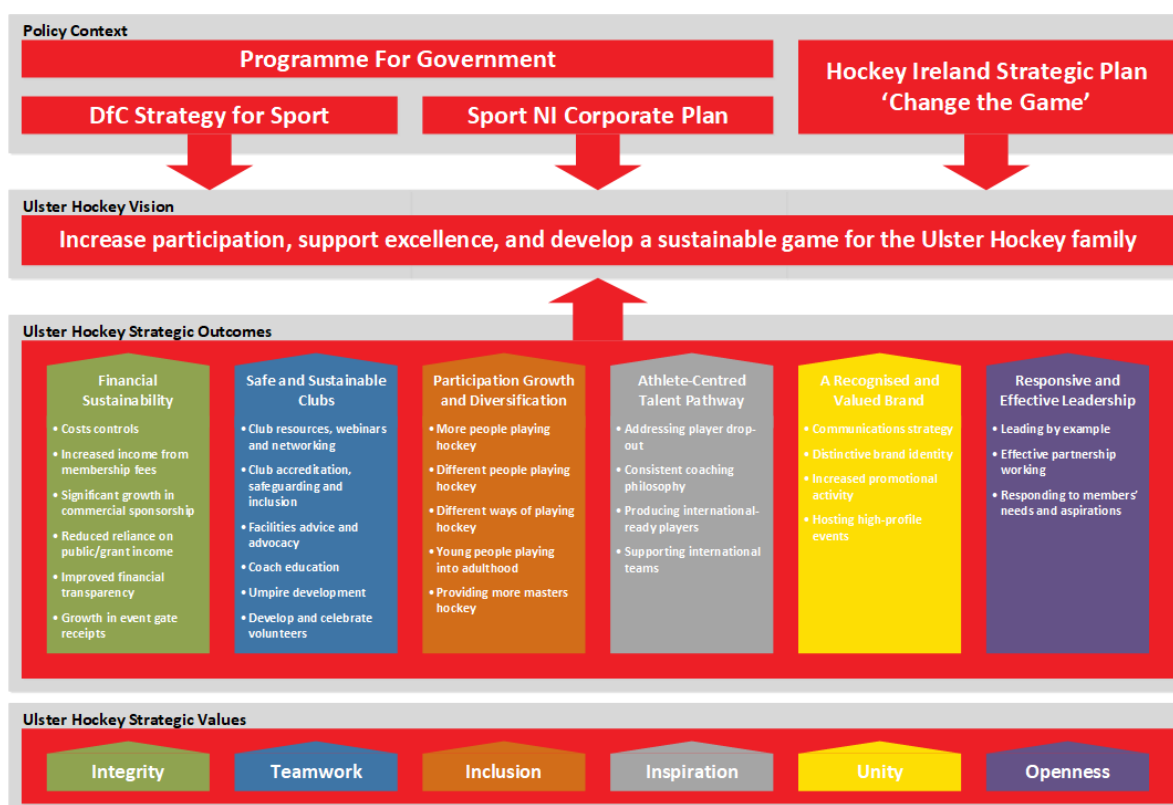 Policy Context
Programme For Government
Hockey Ireland Strategic Plan
‘Change the Game’
DfC Strategy for Sport
Sport NI Corporate Plan
Ulster Hockey Vision
Increase participation, support excellence, and develop a sustainable game for the Ulster Hockey family
Ulster Hockey Strategic Outcomes
Financial
Sustainability
• Costs controls
• Increased income from
membership fees
• Significant growth in
commercial sponsorship
• Reduced reliance on
public/grant income
• Improved financial
transparency
• Growth in event gate
receipts
Safe and Sustainable
Clubs
• Club resources, webinars
and networking
• Club accreditation,
safeguarding and
inclusion
• Facilities advice and
advocacy
• Coach education
• Umpire development
• Develop and celebrate
volunteers
Participation Growth
and Diversification
• More people playing
hockey
• Different people playing
hockey
• Different ways of playing
hockey
• Young people playing
into adulthood
• Providing more masters
hockey
Athlete-Centred
Talent Pathway
• Addressing player drop-
out
• Consistent coaching
philosophy
• Producing international-
ready players
• Supporting international
teams
A Recognised and
Valued Brand
• Communications strategy
• Distinctive brand identity
• Increased promotional
activity
• Hosting high-profile
events
Responsive and
Effective Leadership
• Leading by example
• Effective partnership
working
• Responding to members’
needs and aspirations
Ulster Hockey Strategic Values
Integrity
Teamwork
Inclusion
Inspiration
Unity
Openness